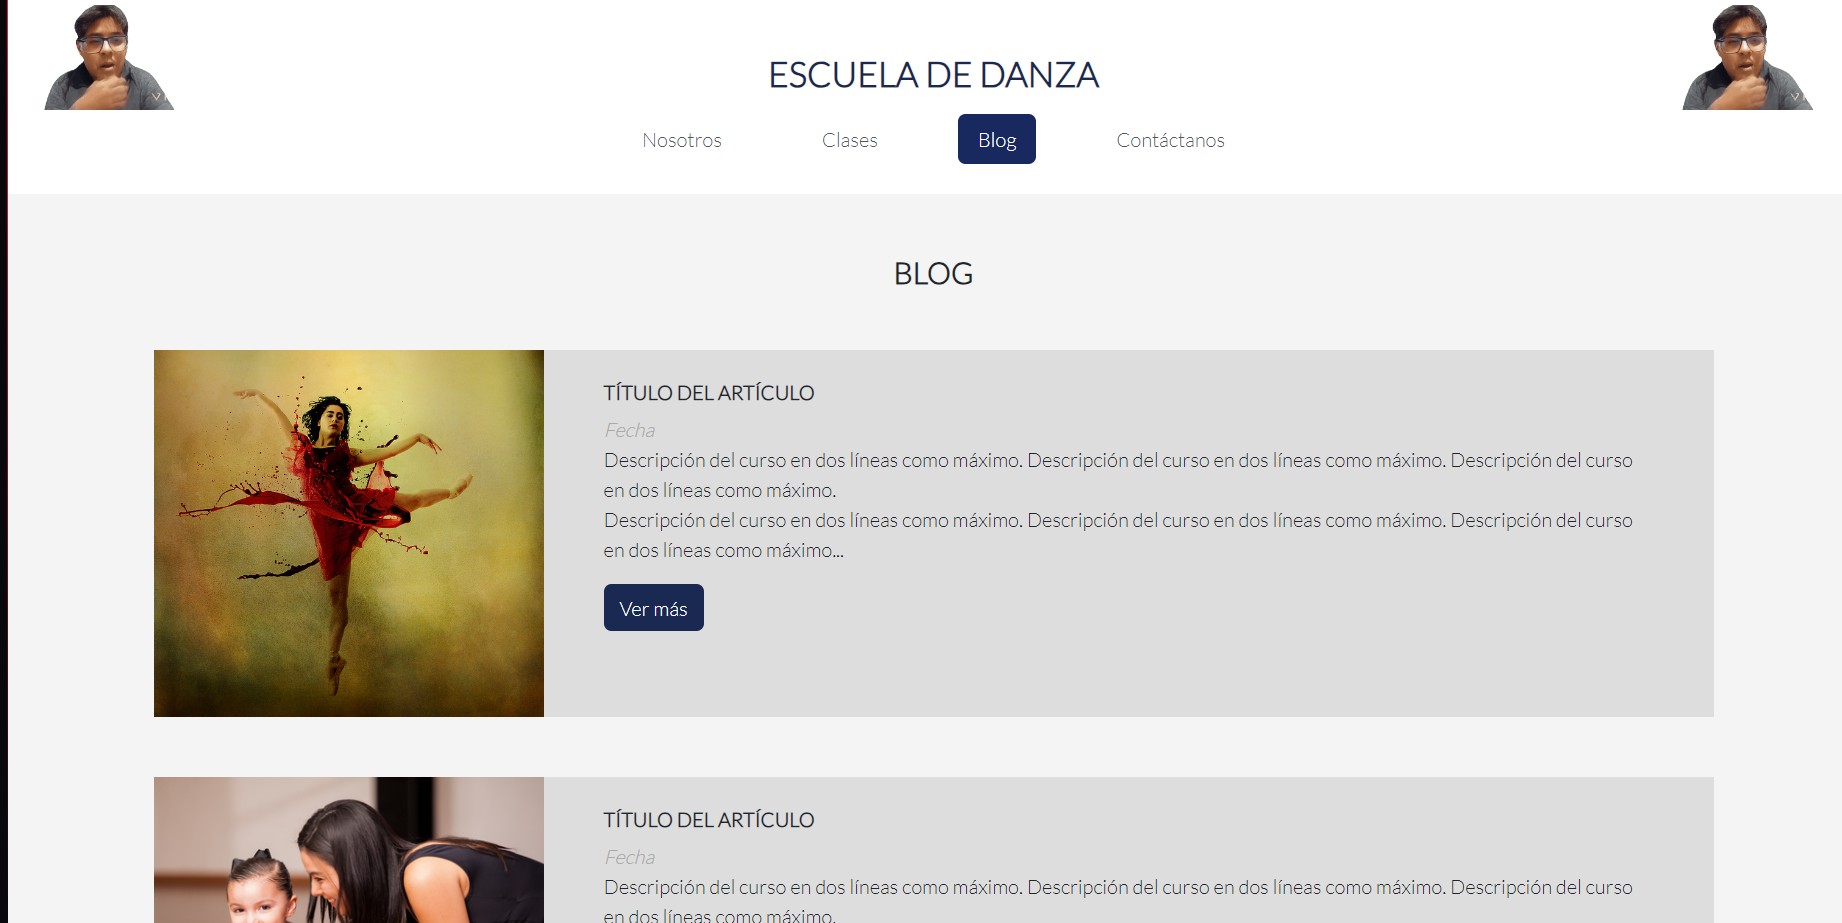 ESCUELA DE DANZA
Nosotros Clases Blog Contáctanos
BLOG
TÍTULO DEL ARTÍCULO
Fecha
Descripción del curso en dos líneas como máximo. Descripción del curso en dos líneas como máximo. Descripción del curso
en dos líneas como máximo.
Descripción del curso en dos líneas como máximo. Descripción del curso en dos líneas como máximo. Descripción del curso
en dos líneas como máximo...
Ver más
TÍTULO DEL ARTÍCULO
Fecha
Descripción del curso en dos líneas como máximo. Descripción del curso en dos líneas como máximo. Descripción del curso
en dos líneas como máximo.